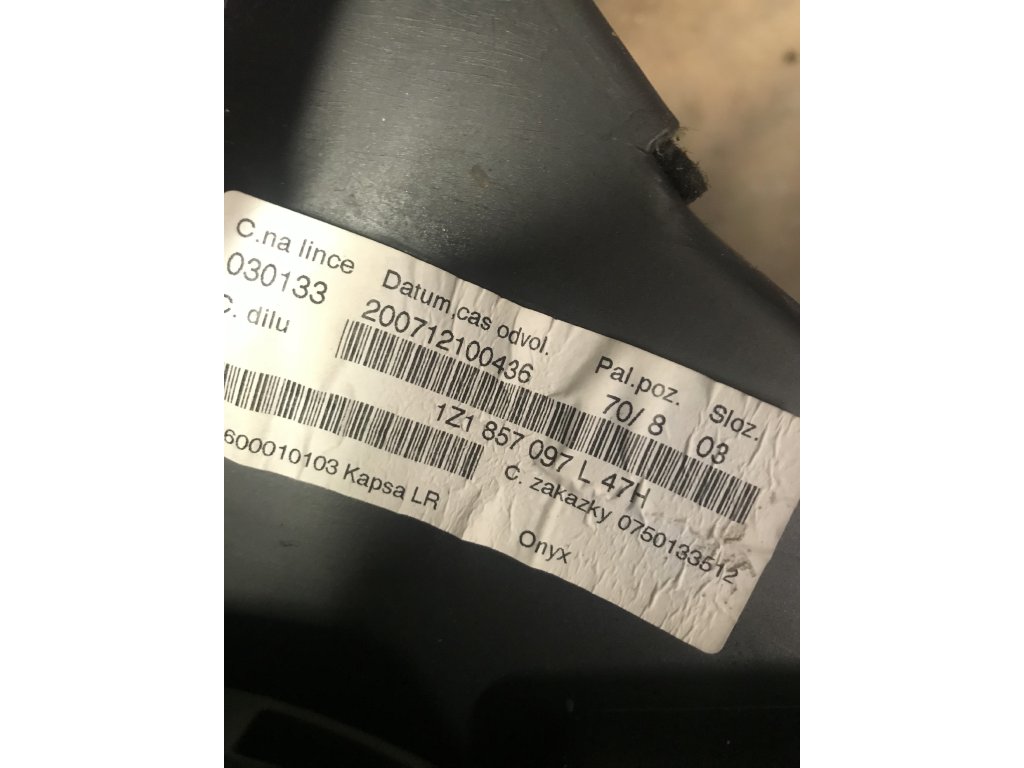 C.na lince Datum,cas odvol. Pal.poz. Sloz.
030133 200712100436 70/ 8 03
C. dilu 1Z1 857 097 L 47H
C. zakazky 0750133512
600010103 Kapsa LR Onyx